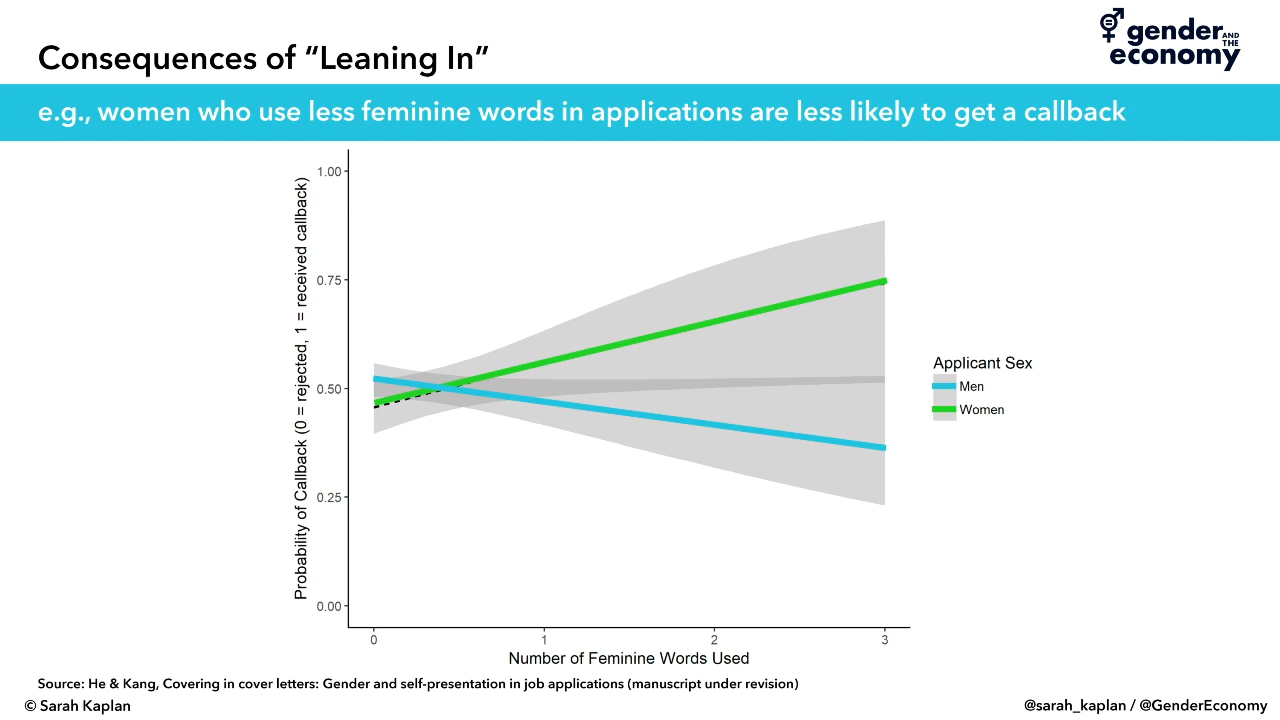 Consequences of “Leaning In”
gender AND THE
economy
e.g., women who use less feminine words in applications are less likely to get a callback
Probability of Callback (0 = rejected, 1 = received callback)
1.00
0.75
0.50
0.25
0.00
0
1
2
3
Number of Feminine Words Used
Applicant Sex
Men
Women
Source: He & Kang, Covering in cover letters: Gender and self-presentation in job applications (manuscript under revision)
© Sarah Kaplan
@sarah_kaplan / @GenderEconomy